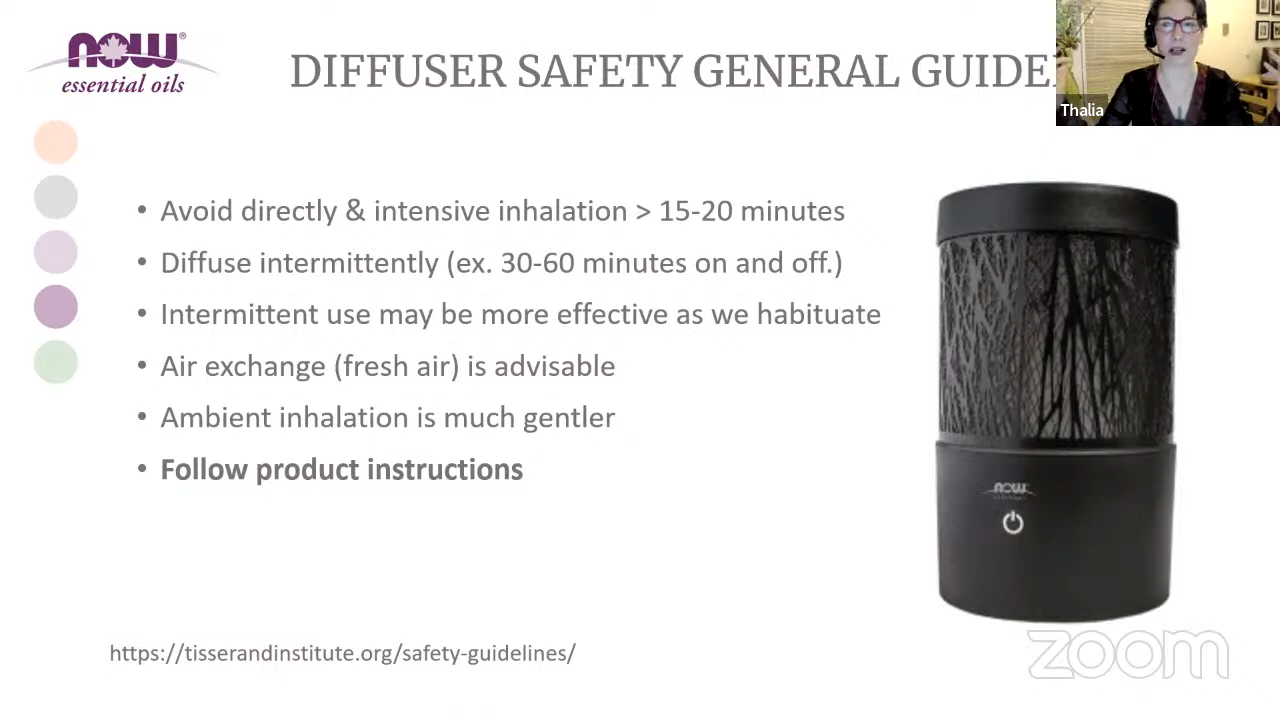 now®
essential oils
DIFFUSER SAFETY GENERAL GUIDE
Thalia
• Avoid directly & intensive inhalation > 15-20 minutes
• Diffuse intermittently (ex. 30-60 minutes on and off.)
• Intermittent use may be more effective as we habituate
• Air exchange (fresh air) is advisable
• Ambient inhalation is much gentler
• Follow product instructions
now
https://tisserandinstitute.org/safety-guidelines/
zoom